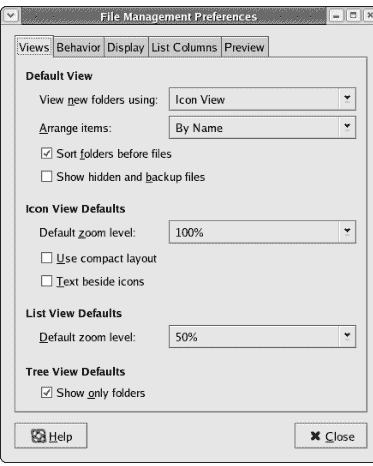 File Management Preferences
Views Behavior Display List Columns Preview
Default View
View new folders using: Icon View
Arrange items: By Name
Sort folders before files
Show hidden and backup files
Icon View Defaults
Default zoom level: 100%
Use compact layout
Text beside icons
List View Defaults
Default zoom level: 50%
Tree View Defaults
Show only folders
Help Close